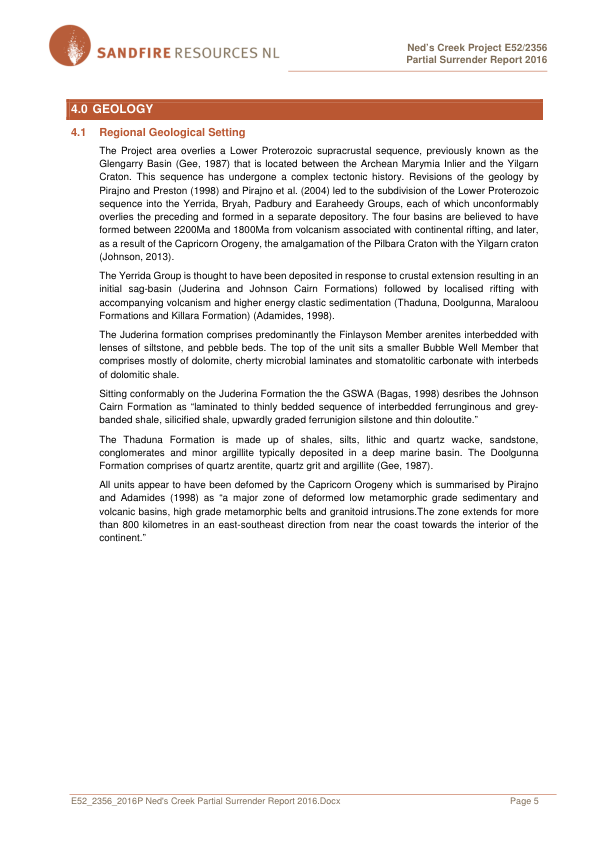 SANDFIRE RESOURCES NL
Ned's Creek Project E52/2356
Partial Surrender Report 2016
4.0 GEOLOGY
4.1 Regional Geological Setting
The Project area overlies a Lower Proterozoic supracrustal sequence, previously known as the
Glengarry Basin (Gee, 1987) that is located between the Archean Marymia Inlier and the Yilgarn
Craton. This sequence has undergone a complex tectonic history. Revisions of the geology by
Pirajno and Preston (1998) and Pirajno et al. (2004) led to the subdivision of the Lower Proterozoic
sequence into the Yerrida, Bryah, Padbury and Earaheedy Groups, each of which unconformably
overlies the preceding and formed in a separate depository. The four basins are believed to have
formed between 2200Ma and 1800Ma from volcanism associated with continental rifting, and later,
as a result of the Capricorn Orogeny, the amalgamation of the Pilbara Craton with the Yilgarn craton
(Johnson, 2013).
The Yerrida Group is thought to have been deposited in response to crustal extension resulting in an
initial sag-basin (Juderina and Johnson Cairn Formations) followed by localised rifting with
accompanying volcanism and higher energy clastic sedimentation (Thaduna, Doolgunna, Maraloou
Formations and Killara Formation) (Adamides, 1998).
The Juderina formation comprises predominantly the Finlayson Member arenites interbedded with
lenses of siltstone, and pebble beds. The top of the unit sits a smaller Bubble Well Member that
comprises mostly of dolomite, cherty microbial laminates and stomatolitic carbonate with interbeds
of dolomitic shale.
Sitting conformably on the Juderina Formation the the GSWA (Bagas, 1998) desribes the Johnson
Cairn Formation as “laminated to thinly bedded sequence of interbedded ferrunginous and grey-
banded shale, silicified shale, upwardly graded ferrunigion silstone and thin doloutite.”
The Thaduna Formation is made up of shales, silts, lithic and quartz wacke, sandstone,
conglomerates and minor argillite typically deposited in a deep marine basin. The Doolgunna
Formation comprises of quartz arentite, quartz grit and argillite (Gee, 1987).
All units appear to have been defomed by the Capricorn Orogeny which is summarised by Pirajno
and Adamides (1998) as “a major zone of deformed low metamorphic grade sedimentary and
volcanic basins, high grade metamorphic belts and granitoid intrusions.The zone extends for more
than 800 kilometres in an east-southeast direction from near the coast towards the interior of the
continent.”
E52_2356_2016P Ned's Creek Partial Surrender Report 2016.Docx
Page 5